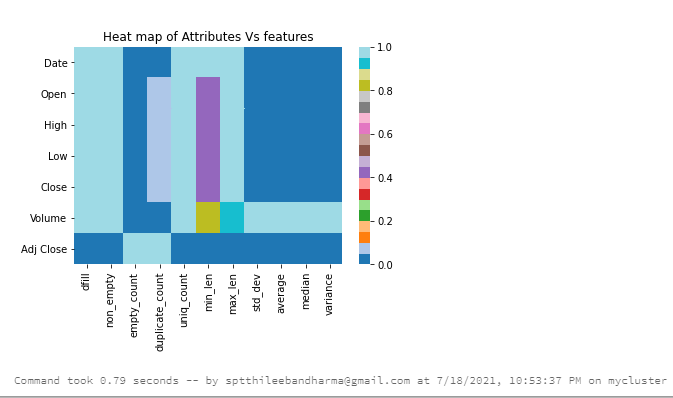 Heat map of Attributes Vs features
Date
Open
High
Low
Close
Volume
Adj Close
dfill
non_empty
empty_count
duplicate_count
uniq_count
min_len
max_len
std_dev
average
median
variance
1.0
0.8
0.6
0.4
0.2
0.0
Command took 0.79 seconds -- by sptthileebandharma@gmail.com at 7/18/2021, 10:53:37 PM on mycluster